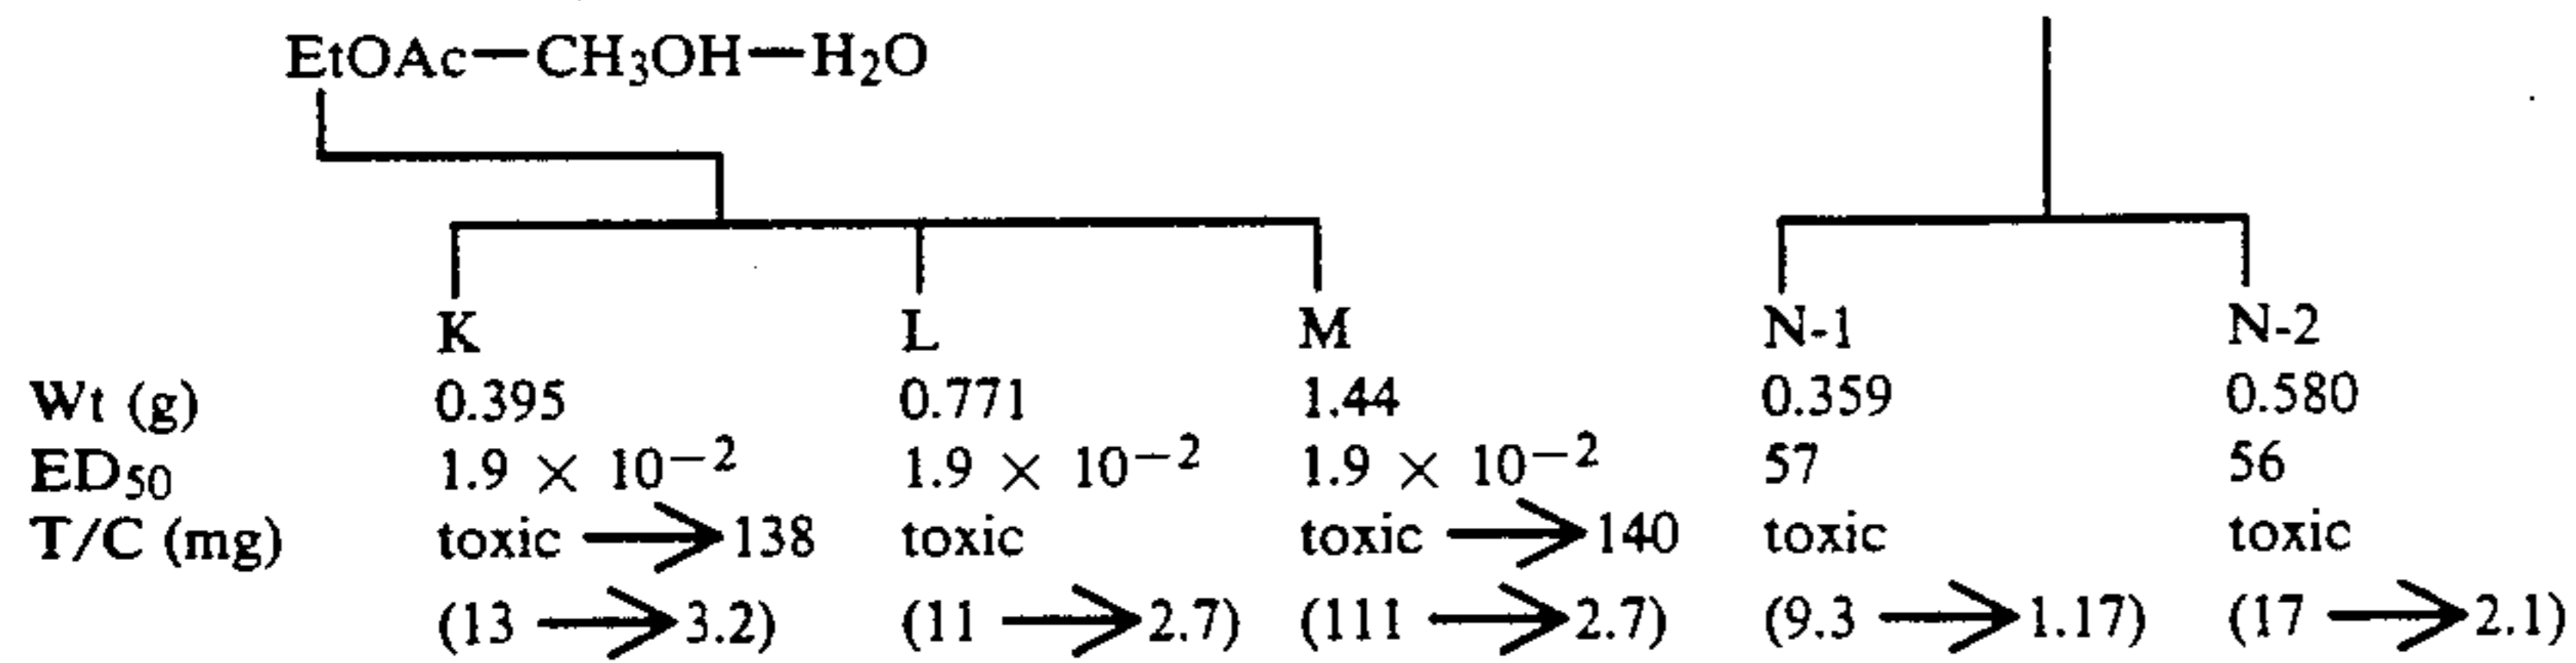 EtOAc—CH₃OH—H₂O
K L M N-1 N-2
Wt (g) 0.395 0.771 1.44 0.359 0.580
ED₅₀ 1.9 × 10⁻² 1.9 × 10⁻² 1.9 × 10⁻² 57 56
T/C (mg) toxic → 138 toxic toxic → 140 toxic toxic
(13 → 3.2) (11 → 2.7) (111 → 2.7) (9.3 → 1.17) (17 → 2.1)